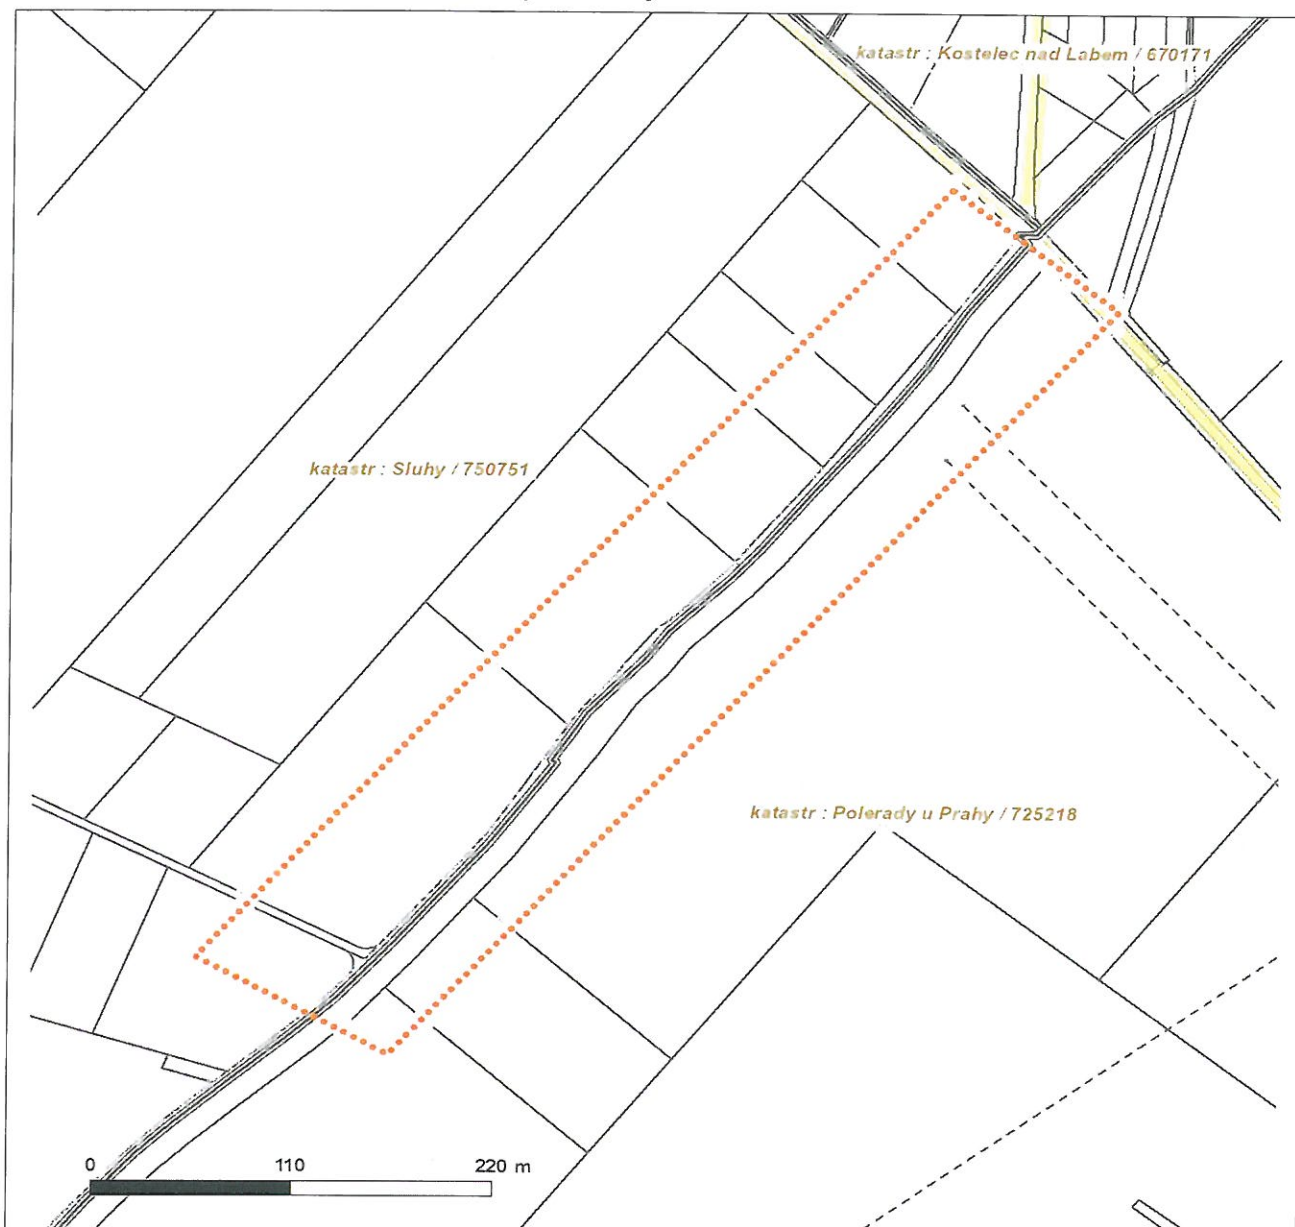 katastr : Kostelec nad Labem / 670171
katastr : Sluhy / 750751
katastr : Polerady u Prahy / 725218
0 110 220 m